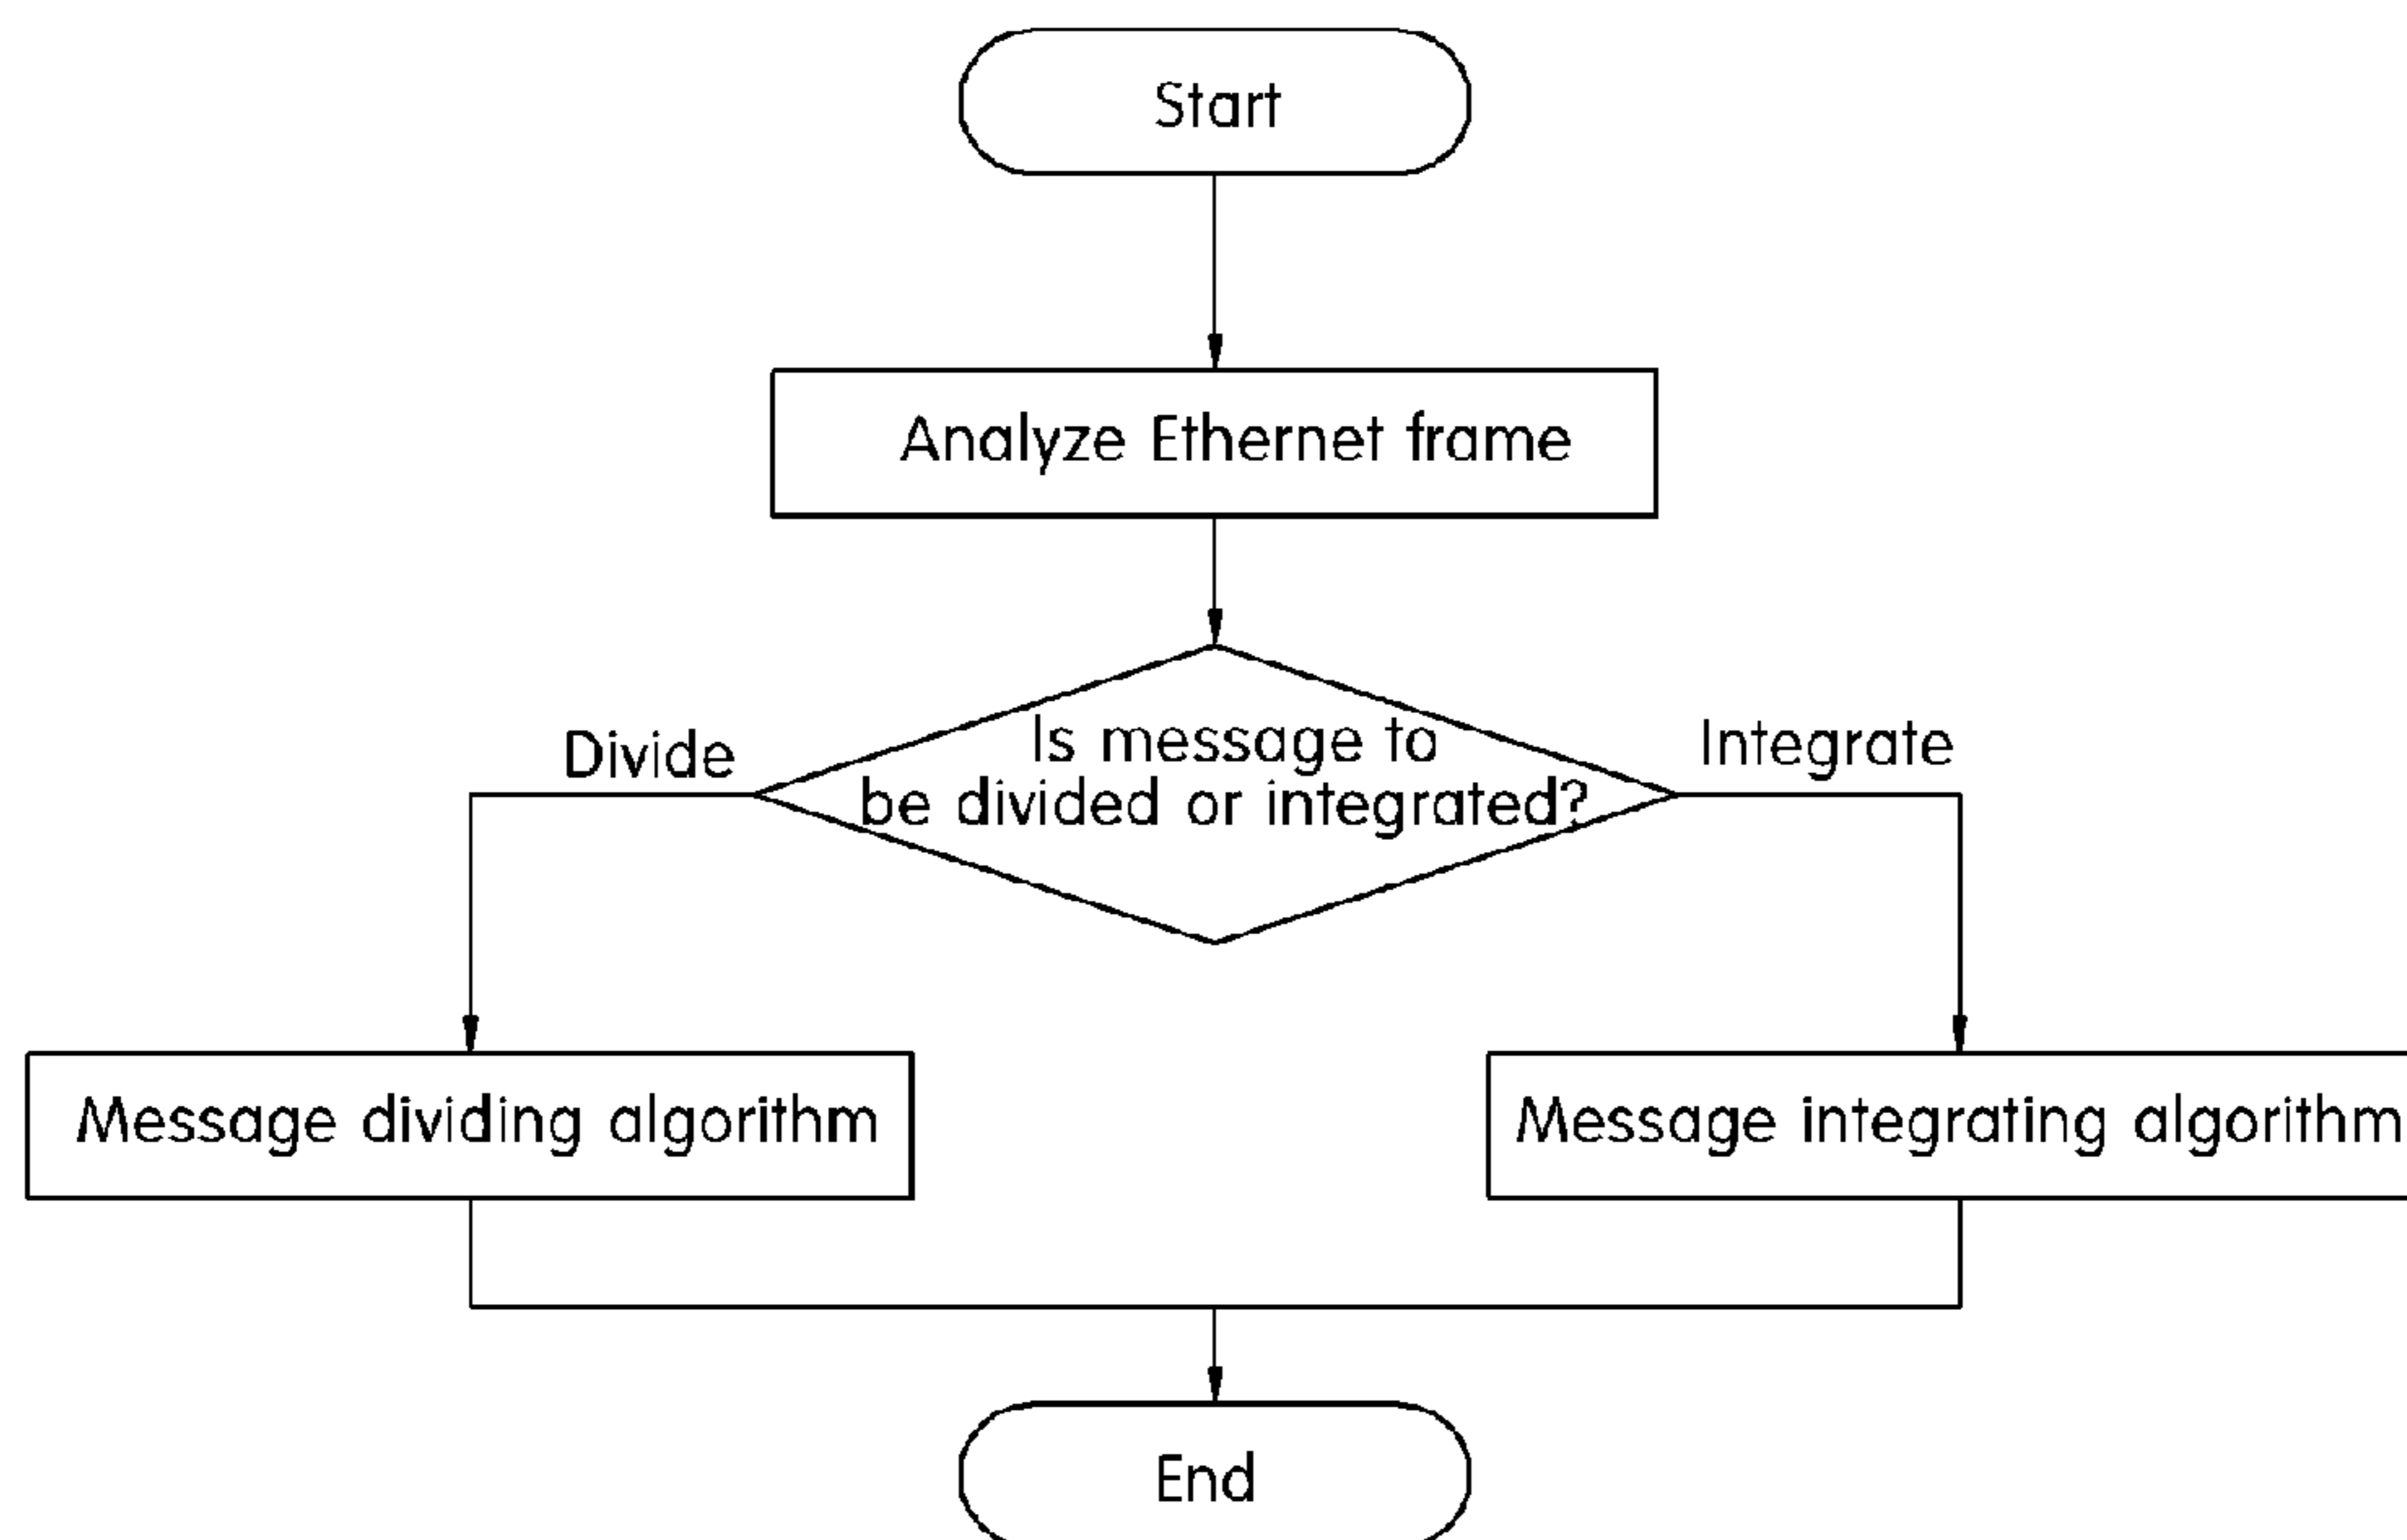 Start
Analyze Ethernet frame
Is message to
be divided or integrated?
Divide
Integrate
Message dividing algorithm
Message integrating algorithm
End